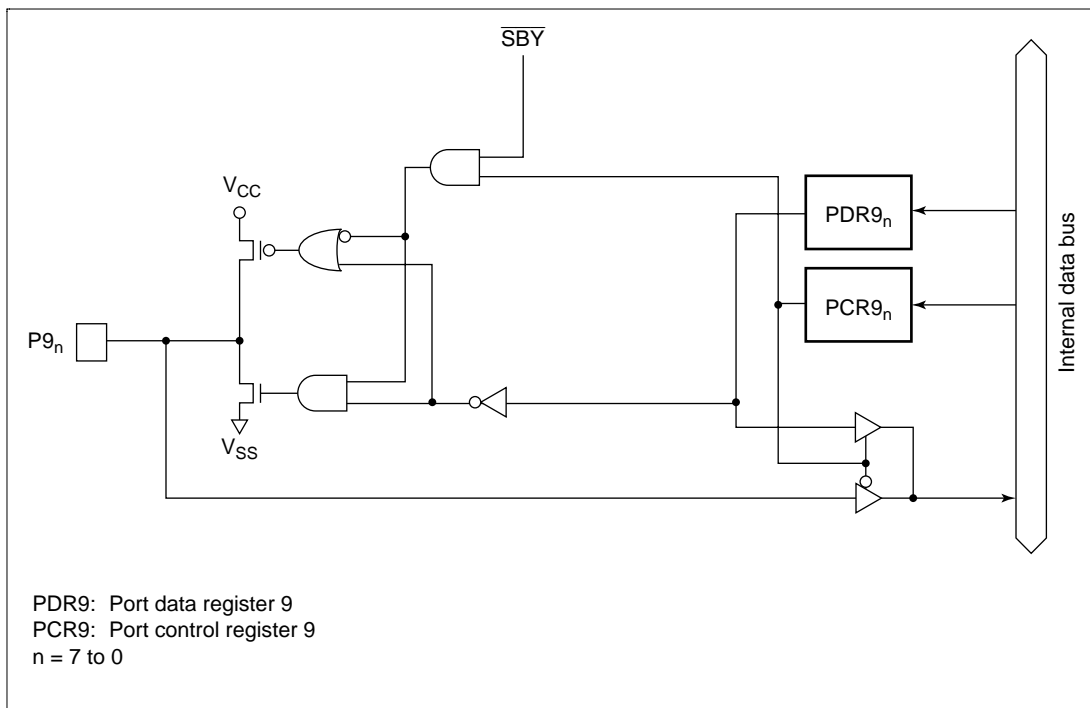 SBY
VCC
PDR9n
PCR9n
P9n
VSS
Internal data bus
PDR9: Port data register 9
PCR9: Port control register 9
n = 7 to 0